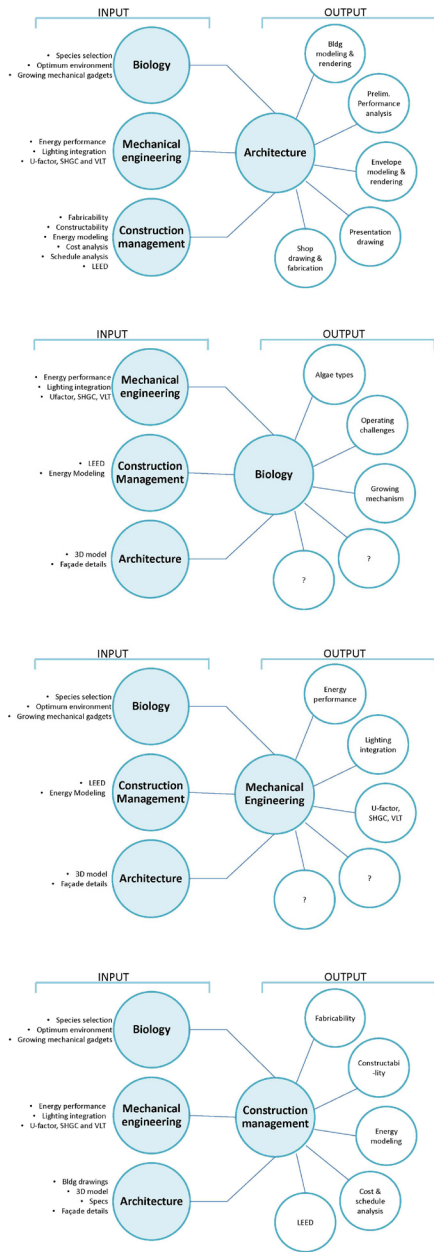 INPUT
OUTPUT
• Species selection
• Optimum environment
• Growing mechanical gadgets
Biology
• Energy performance
• Lighting integration
• U-factor, SHGC and VLT
Mechanical
engineering
• Fabricability
• Constructability
• Energy modeling
• Cost analysis
• Schedule analysis
• LEED
Construction
management
Architecture
Bldg
modeling &
rendering
Prelim.
Performance
analysis
Envelope
modeling &
rendering
Presentation
drawing
Shop
drawing &
fabrication
INPUT
OUTPUT
• Energy performance
• Lighting integration
• Ufactor, SHGC, VLT
Mechanical
engineering
• LEED
• Energy Modeling
Construction
Management
• 3D model
• Façade details
Architecture
Biology
Algae types
Operating
challenges
Growing
mechanism
?
?
INPUT
OUTPUT
• Species selection
• Optimum environment
• Growing mechanical gadgets
Biology
• LEED
• Energy Modeling
Construction
Management
• 3D model
• Façade details
Architecture
Mechanical
Engineering
Energy
performance
Lighting
integration
U-factor,
SHGC, VLT
?
?
INPUT
OUTPUT
• Species selection
• Optimum environment
• Growing mechanical gadgets
Biology
• Energy performance
• Lighting integration
• U-factor, SHGC and VLT
Mechanical
engineering
• Bldg drawings
• 3D model
• Specs
• Façade details
Architecture
Construction
management
Fabricability
Constructabi
-lity
Energy
modeling
Cost &
schedule
analysis
LEED